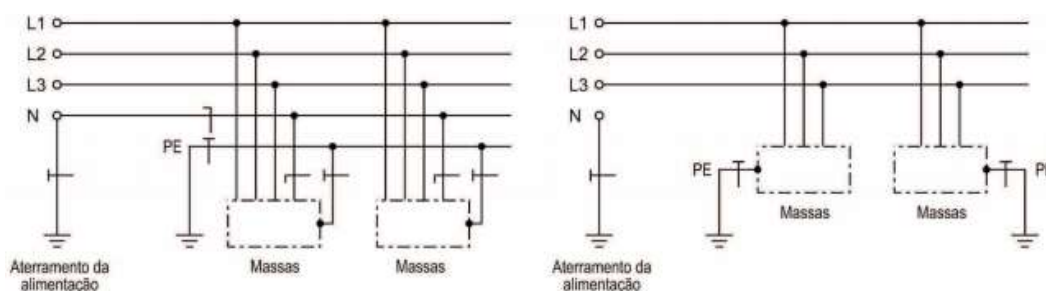 L1
L2
L3
N
PE
Massas
Massas
Aterramento da
alimentação
L1
L2
L3
N
PE
Massas
Massas
PE
Aterramento da
alimentação